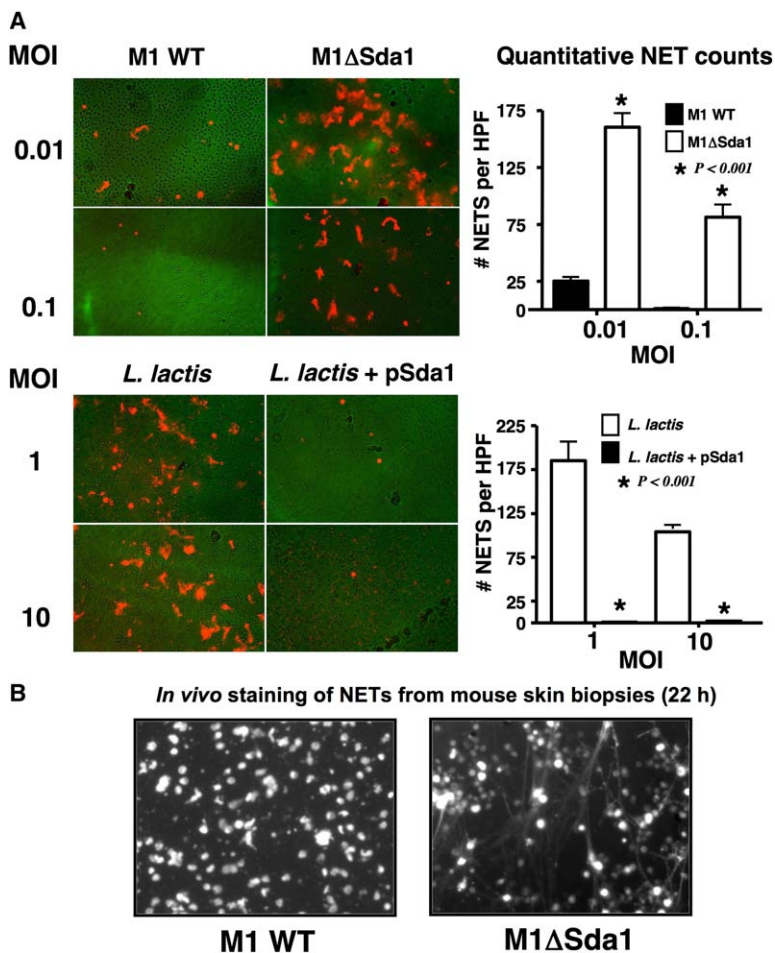 A
MOI M1 WT M1ΔSda1 Quantitative NET counts
0.01
0.1
# NETS per HPF
175
125
75
25
0
M1 WT
M1ΔSda1
* P < 0.001
*
*
0.01 0.1
MOI
MOI L. lactis L. lactis + pSda1
1
10
# NETS per HPF
225
175
125
75
25
0
L. lactis
L. lactis + pSda1
* P < 0.001
*
*
1 10
MOI
B In vivo staining of NETs from mouse skin biopsies (22 h)
M1 WT M1ΔSda1